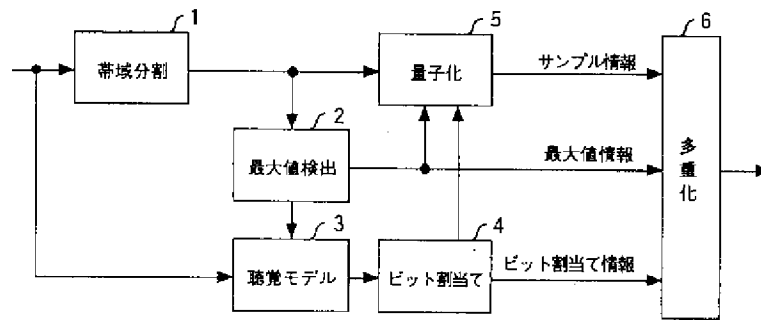 1
帯域分割
5
量子化
サンプル情報
6
多重化
2
最大値検出
最大値情報
3
聴覚モデル
4
ビット割当て
ビット割当て情報